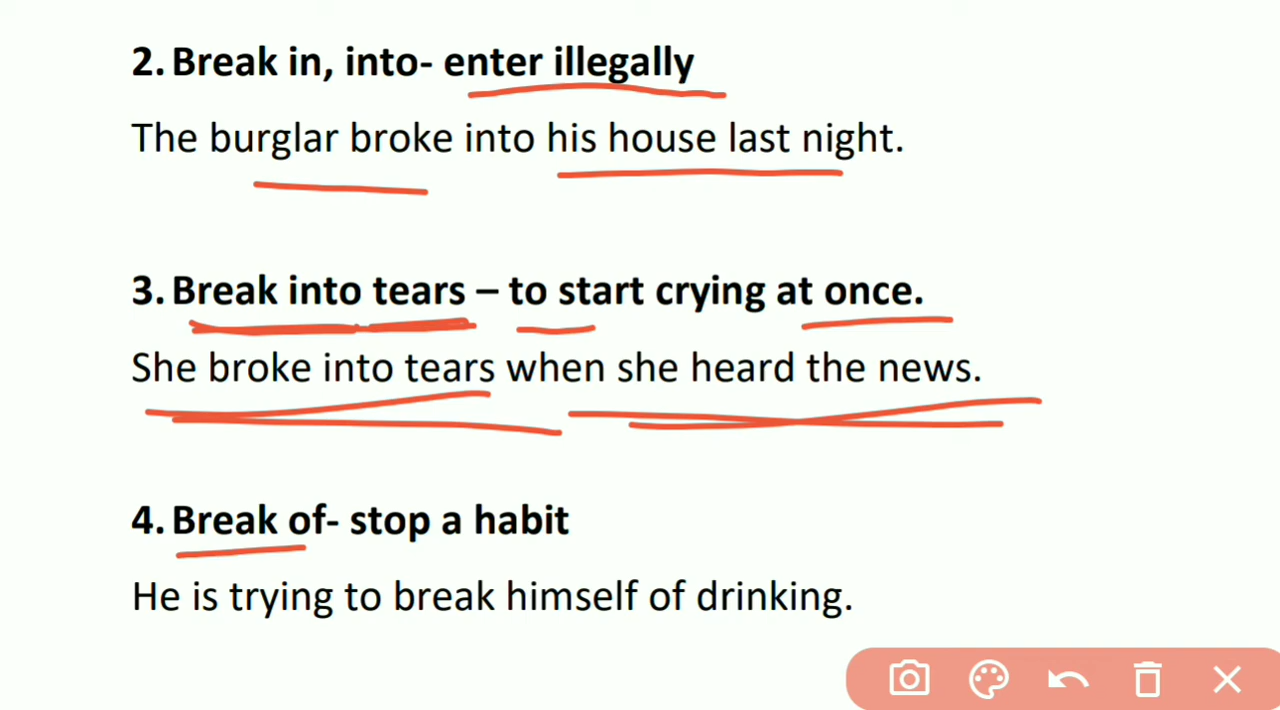 2. Break in, into- enter illegally
The burglar broke into his house last night.
3. Break into tears – to start crying at once.
She broke into tears when she heard the news.
4. Break of- stop a habit
He is trying to break himself of drinking.